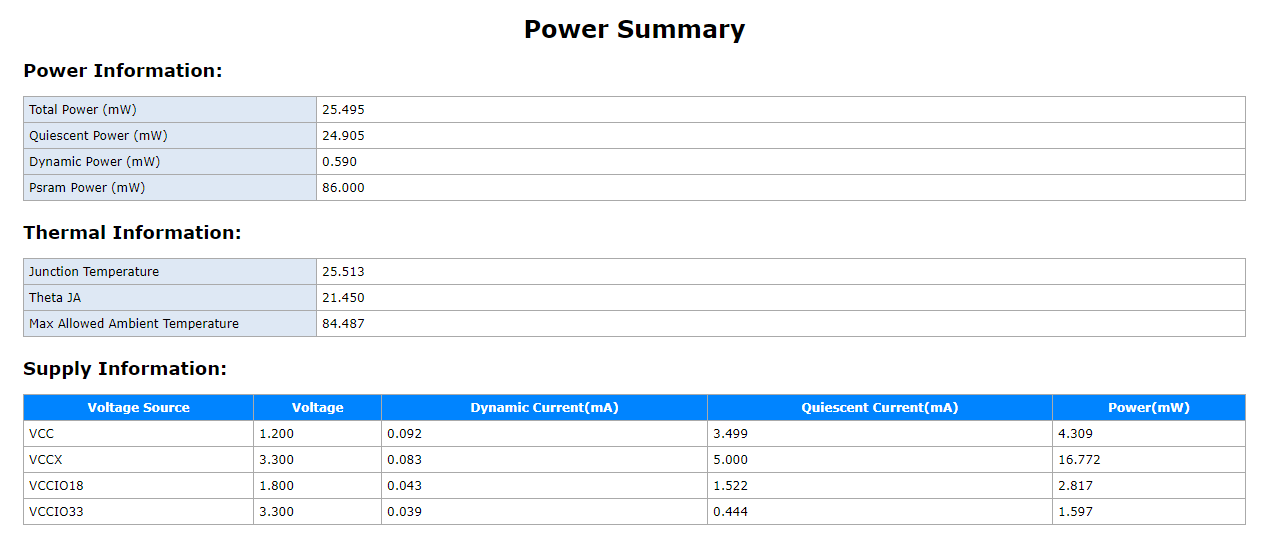 Power Summary
Power Information:
Total Power (mW) 25.495
Quiescent Power (mW) 24.905
Dynamic Power (mW) 0.590
Psram Power (mW) 86.000
Thermal Information:
Junction Temperature 25.513
Theta JA 21.450
Max Allowed Ambient Temperature 84.487
Supply Information:
Voltage Source Voltage Dynamic Current(mA) Quiescent Current(mA) Power(mW)
VCC 1.200 0.092 3.499 4.309
VCCX 3.300 0.083 5.000 16.772
VCCIO18 1.800 0.043 1.522 2.817
VCCIO33 3.300 0.039 0.444 1.597